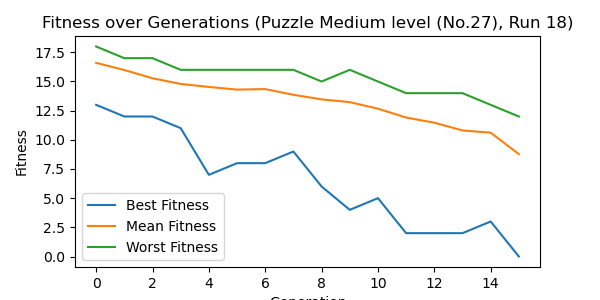 Fitness over Generations (Puzzle Medium level (No.27), Run 18)
Fitness
17.5
15.0
12.5
10.0
7.5
5.0
2.5
0.0
Best Fitness
Mean Fitness
Worst Fitness
0 2 4 6 8 10 12 14
Generation